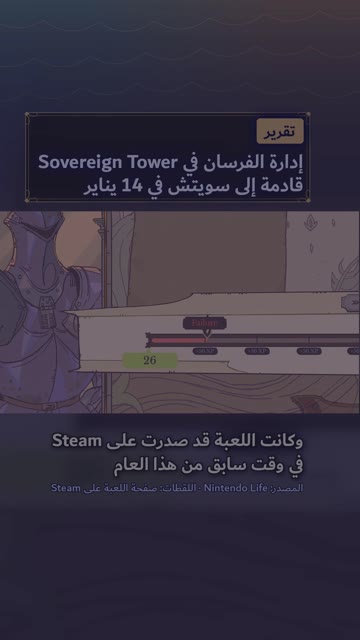 تقرير
إدارة الفرسان في Sovereign Tower
قادمة إلى سويتش في 14 يناير
Failure
26
وكانت اللعبة قد صدرت على Steam
في وقت سابق من هذا العام
المصدر: Nintendo Life · اللقطات: صفحة اللعبة على Steam